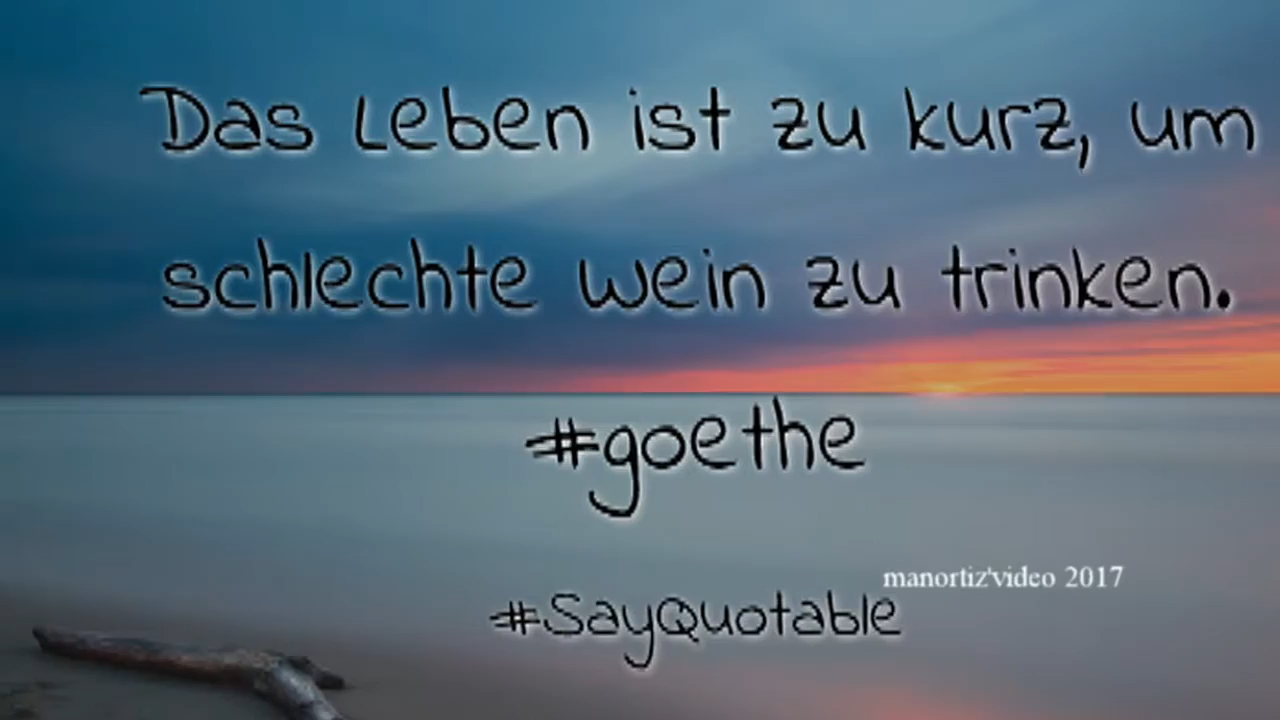 Das Leben ist zu kurz, um
schlechte wein zu trinken.
#goethe
manortiz'video 2017
#SayQuotable